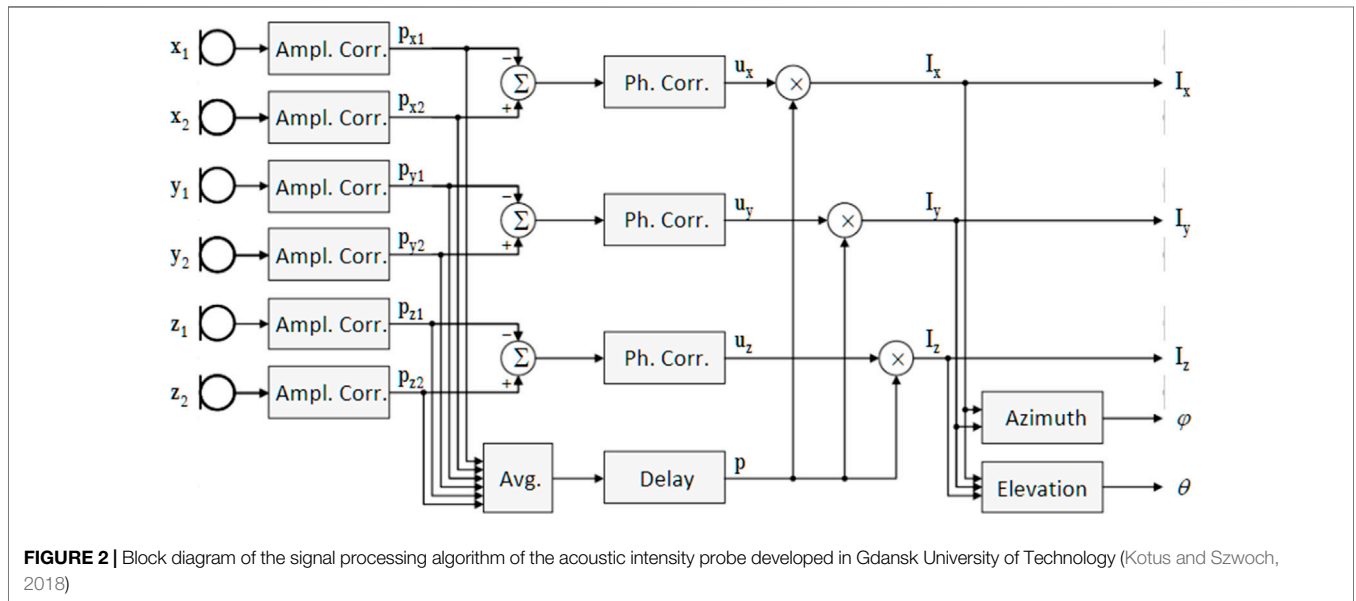 x1 Ampl. Corr. px1
− Σ + Ph. Corr. ux × Ix Ix
x2 Ampl. Corr. px2
y1 Ampl. Corr. py1
− Σ + Ph. Corr. uy × Iy Iy
y2 Ampl. Corr. py2
z1 Ampl. Corr. pz1
− Σ + Ph. Corr. uz × Iz Iz
z2 Ampl. Corr. pz2
Azimuth φ
Avg. Delay p Elevation θ
FIGURE 2 | Block diagram of the signal processing algorithm of the acoustic intensity probe developed in Gdansk University of Technology (Kotus and Szwoch,
2018)